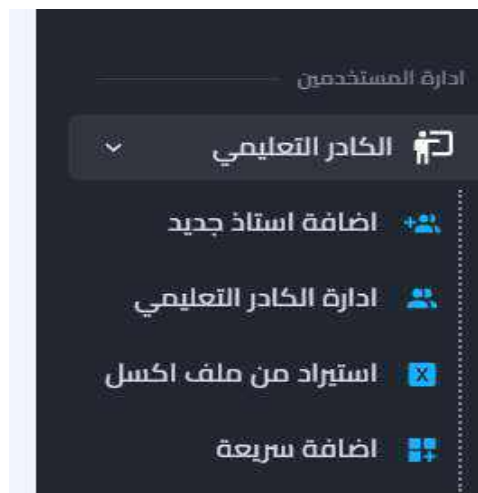 ادارة المستخدمين
الكادر التعليمي
اضافة استاذ جديد
ادارة الكادر التعليمي
استيراد من ملف اكسل
اضافة سريعة